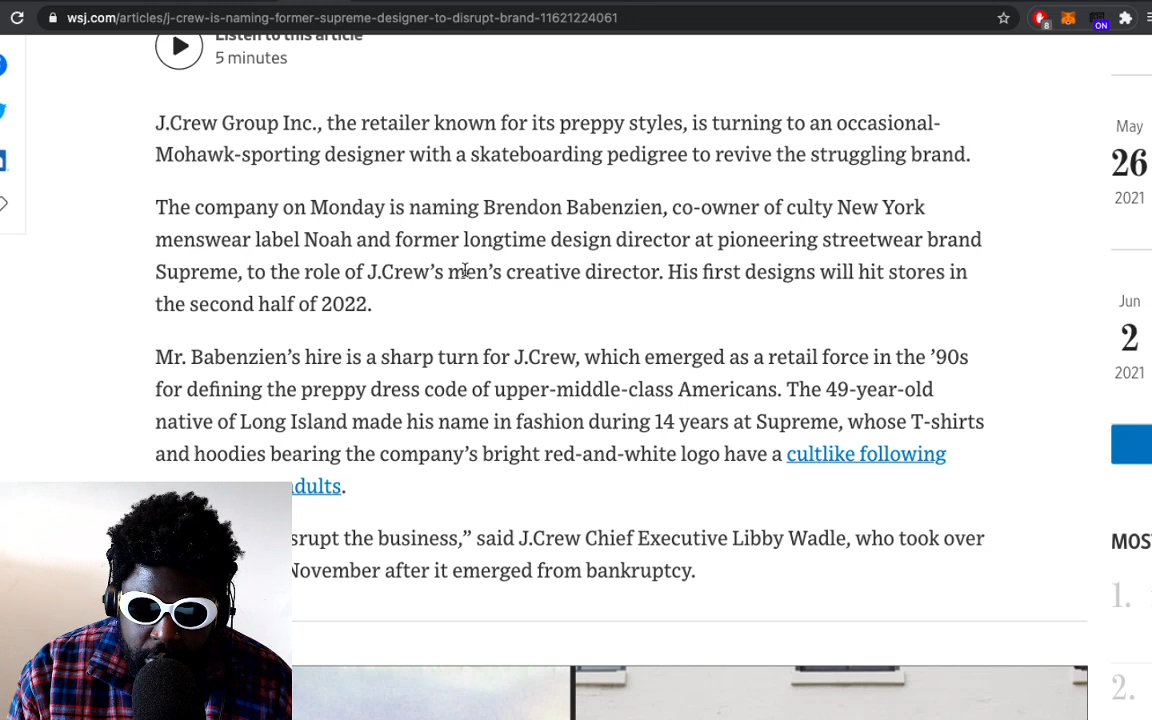 wsj.com/articles/j-crew-is-naming-former-supreme-designer-to-disrupt-brand-11621224061
8
ON
Listen to this article
5 minutes
J.Crew Group Inc., the retailer known for its preppy styles, is turning to an occasional-
Mohawk-sporting designer with a skateboarding pedigree to revive the struggling brand.
The company on Monday is naming Brendon Babenzien, co-owner of culty New York
menswear label Noah and former longtime design director at pioneering streetwear brand
Supreme, to the role of J.Crew’s men’s creative director. His first designs will hit stores in
the second half of 2022.
Mr. Babenzien’s hire is a sharp turn for J.Crew, which emerged as a retail force in the ’90s
for defining the preppy dress code of upper-middle-class Americans. The 49-year-old
native of Long Island made his name in fashion during 14 years at Supreme, whose T-shirts
and hoodies bearing the company’s bright red-and-white logo have a cultlike following
dults.
srupt the business,” said J.Crew Chief Executive Libby Wadle, who took over
November after it emerged from bankruptcy.
May
26
2021
Jun
2
2021
MOS
1.
2.